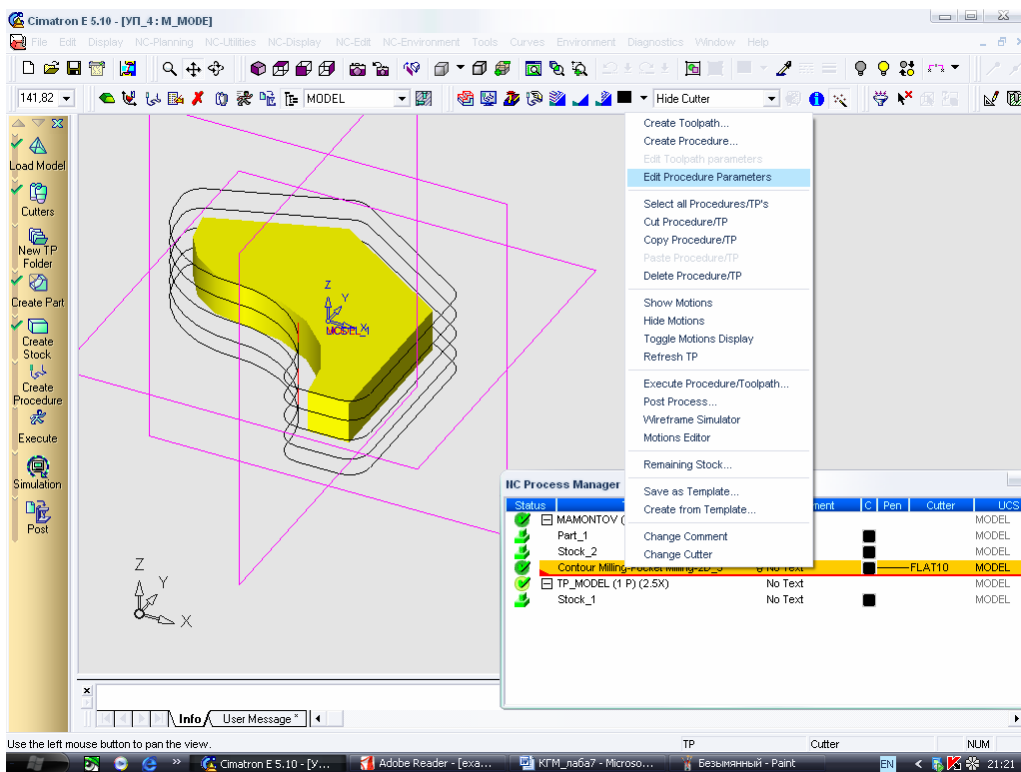 Cimatron E 5.10 - [УП_4 : M_MODE]
File Edit Display NC-Planning NC-Utilities NC-Display NC-Edit NC-Environment Tools Curves Environment Diagnostics Window Help
141,82
MODEL
Hide Cutter
Load Model
Cutters
New TP
Folder
Create Part
Create
Stock
Create
Procedure
Execute
Simulation
Post
Create Toolpath...
Create Procedure...
Edit Toolpath parameters
Edit Procedure Parameters
Select all Procedures/TP's
Cut Procedure/TP
Copy Procedure/TP
Paste Procedure/TP
Delete Procedure/TP
Show Motions
Hide Motions
Toggle Motions Display
Refresh TP
Execute Procedure/Toolpath...
Post Process...
Wireframe Simulator
Motions Editor
Remaining Stock...
Save as Template...
Create from Template...
Change Comment
Change Cutter
Z
Y
X
MODEL_1
Z
Y
X
NC Process Manager
Status C Pen Cutter UCS
MAMONTOV ( MODEL
Part_1 MODEL
Stock_2 MODEL
Contour Milling-Pocket Milling-2D_3 No Text FLAT10 MODEL
TP_MODEL (1 P) (2.5X) No Text MODEL
Stock_1 No Text MODEL
Info User Message *
Use the left mouse button to pan the view. TP Cutter NUM
Cimatron E 5.10 - [У... Adobe Reader - [exa... КГМ_лаба7 - Microso... Безымянный - Paint EN 21:21